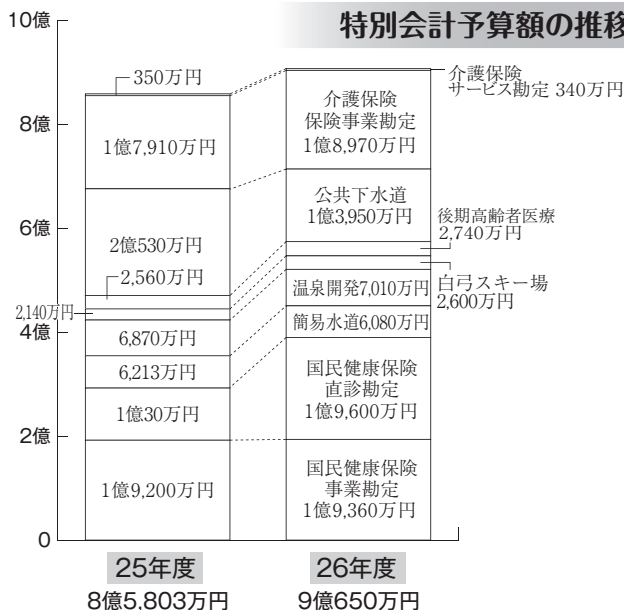 特別会計予算額の推移
10億
8億
6億
4億
2億
0
350万円
1億7,910万円
2億530万円
2,560万円
2,140万円
6,870万円
6,213万円
1億30万円
1億9,200万円
介護保険
サービス勘定 340万円
介護保険
保険事業勘定
1億8,970万円
公共下水道
1億3,950万円
後期高齢者医療
2,740万円
白弓スキー場
2,600万円
温泉開発7,010万円
簡易水道6,080万円
国民健康保険
直診勘定
1億9,600万円
国民健康保険
事業勘定
1億9,360万円
25年度
8億5,803万円
26年度
9億650万円